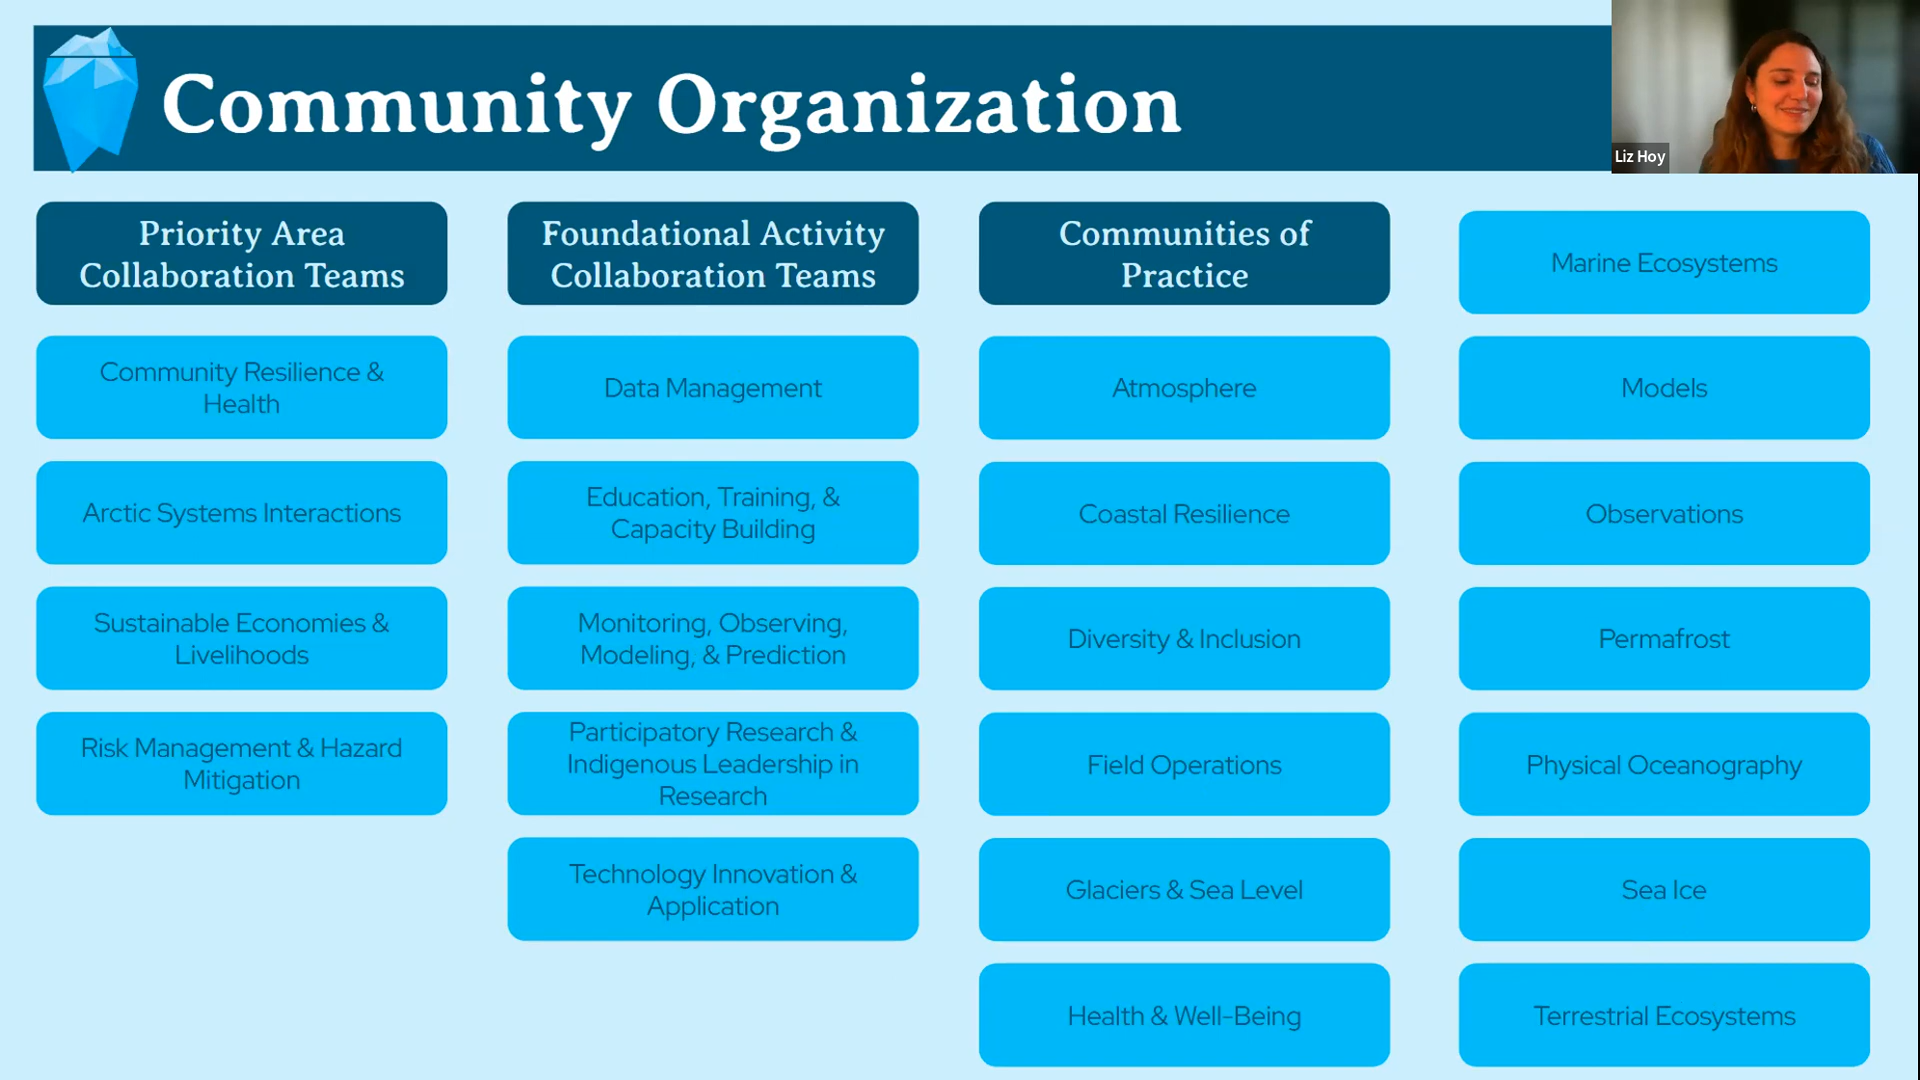 Community Organization
Liz Hoy
Priority Area
Collaboration Teams
Community Resilience &
Health
Arctic Systems Interactions
Sustainable Economies &
Livelihoods
Risk Management & Hazard
Mitigation
Foundational Activity
Collaboration Teams
Data Management
Education, Training, &
Capacity Building
Monitoring, Observing,
Modeling, & Prediction
Participatory Research &
Indigenous Leadership in
Research
Technology Innovation &
Application
Communities of
Practice
Atmosphere
Coastal Resilience
Diversity & Inclusion
Field Operations
Glaciers & Sea Level
Health & Well-Being
Marine Ecosystems
Models
Observations
Permafrost
Physical Oceanography
Sea Ice
Terrestrial Ecosystems